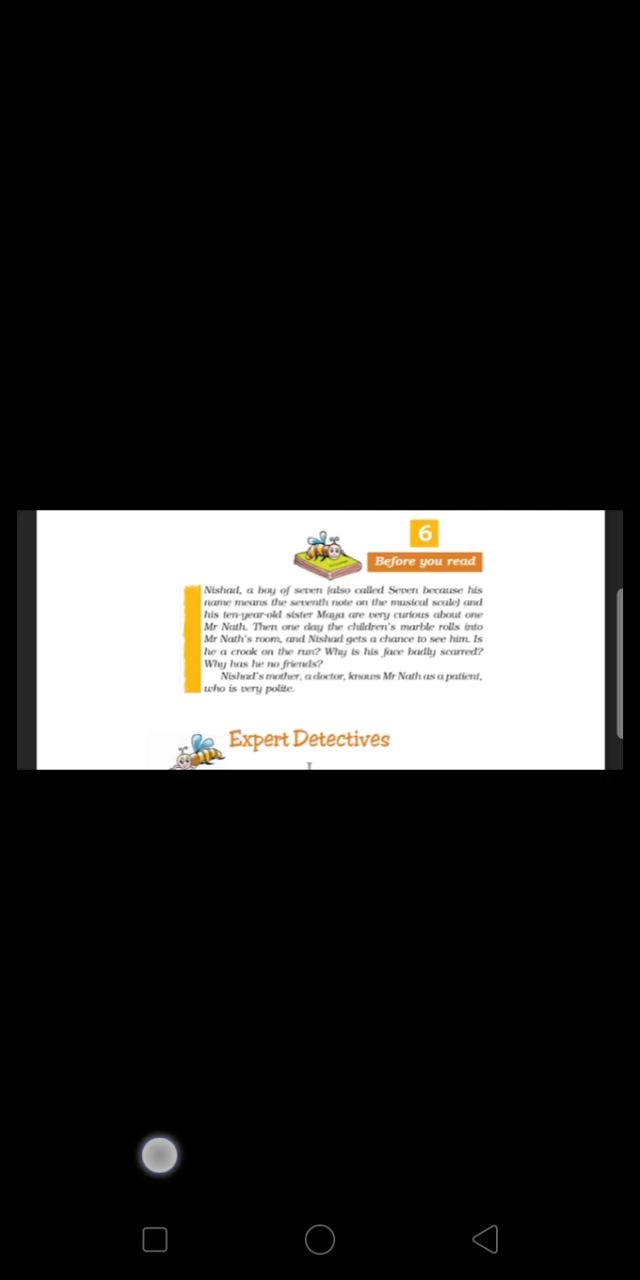 6
Before you read
Nishad, a boy of seven (also called Seven because his
name means the seventh note on the musical scale) and
his ten-year-old sister Maya are very curious about one
Mr Nath. Then one day the children's marble rolls into
Mr Nath's room, and Nishad gets a chance to see him. Is
he a crook on the run? Why is his face badly scarred?
Why has he no friends?
Nishad's mother, a doctor, knows Mr Nath as a patient,
who is very polite.
Expert Detectives
I